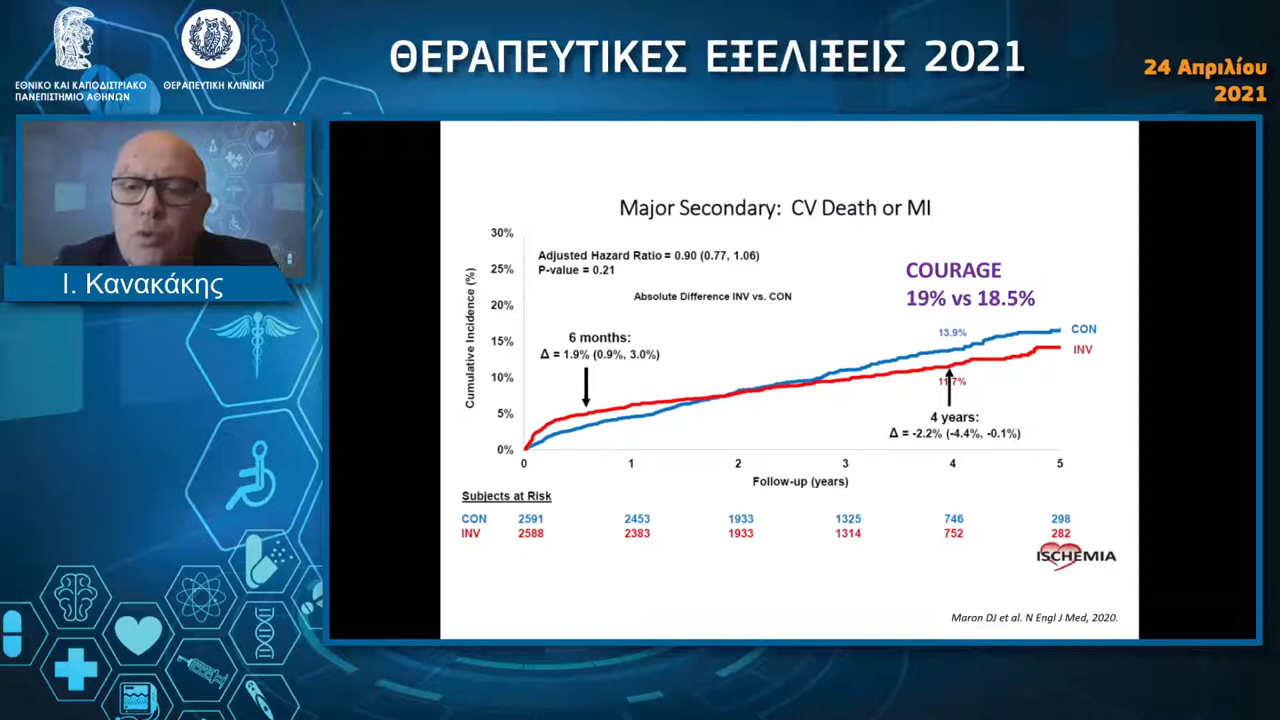 ΘΕΡΑΠΕΥΤΙΚΕΣ ΕΞΕΛΙΞΕΙΣ 2021
ΕΘΝΙΚΟ ΚΑΙ ΚΑΠΟΔΙΣΤΡΙΑΚΟ
ΠΑΝΕΠΙΣΤΗΜΙΟ ΑΘΗΝΩΝ
ΘΕΡΑΠΕΥΤΙΚΗ ΚΛΙΝΙΚΗ
24 Απριλίου
2021
Ι. Κανακάκης
Major Secondary: CV Death or MI
Cumulative Incidence (%)
30%
25%
20%
15%
10%
5%
0%
Adjusted Hazard Ratio = 0.90 (0.77, 1.06)
P-value = 0.21
Absolute Difference INV vs. CON
COURAGE
19% vs 18.5%
6 months:
Δ = 1.9% (0.9%, 3.0%)
13.9%
CON
INV
11.7%
4 years:
Δ = -2.2% (-4.4%, -0.1%)
0 1 2 3 4 5
Follow-up (years)
Subjects at Risk
CON 2591 2453 1933 1325 746 298
INV 2588 2383 1933 1314 752 282
ISCHEMIA
Maron DJ et al. N Engl J Med, 2020.